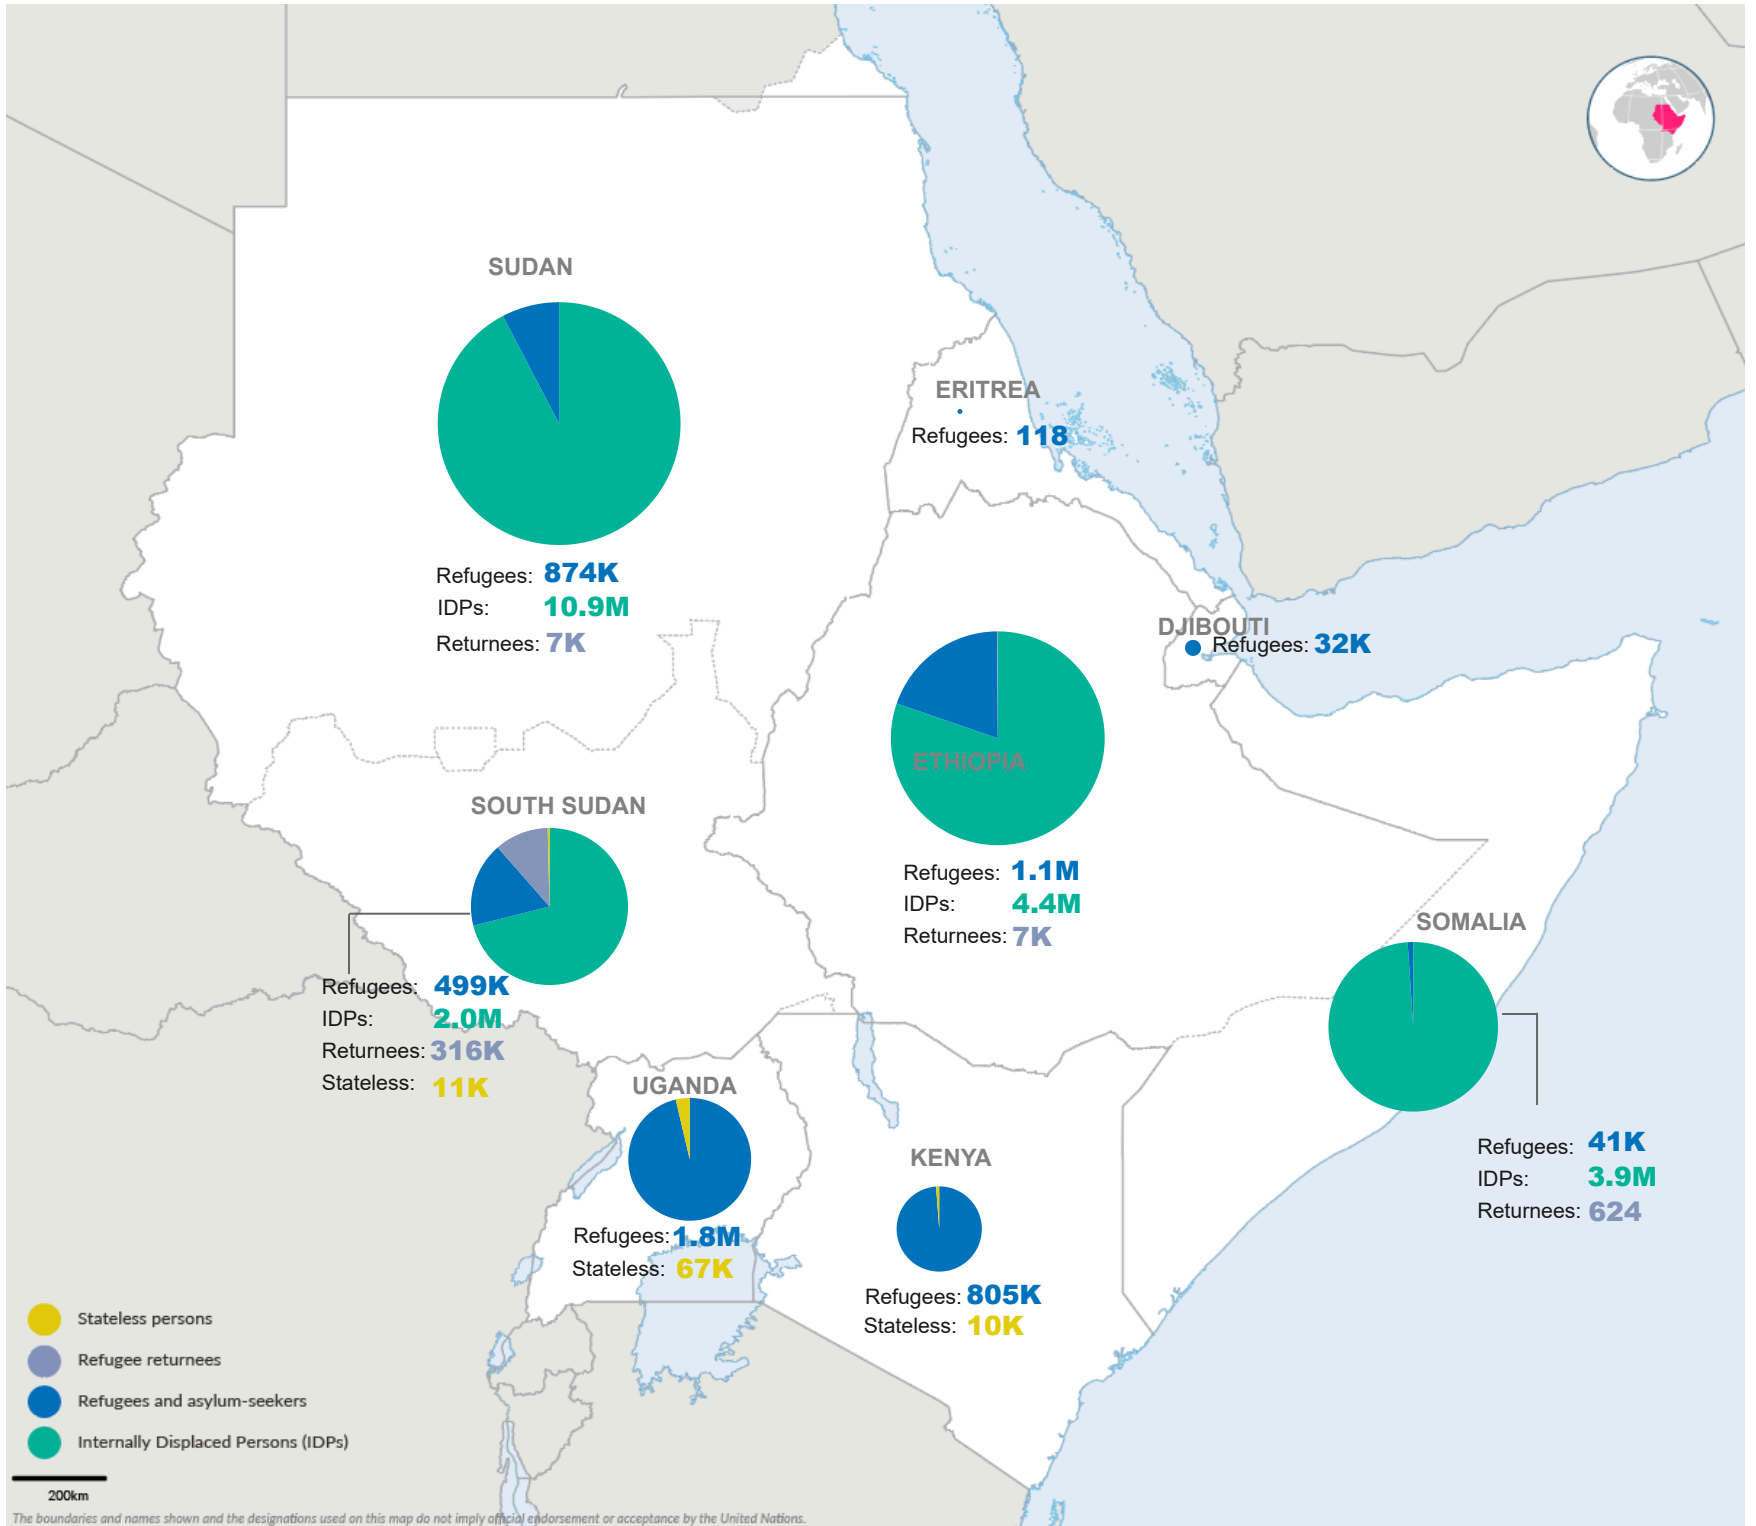 SUDAN
Refugees: 874K
IDPs: 10.9M
Returnees: 7K
ERITREA
Refugees: 118
DJIBOUTI
Refugees: 32K
ETHIOPIA
Refugees: 1.1M
IDPs: 4.4M
Returnees: 7K
SOUTH SUDAN
Refugees: 499K
IDPs: 2.0M
Returnees: 316K
Stateless: 11K
SOMALIA
Refugees: 41K
IDPs: 3.9M
Returnees: 624
UGANDA
Refugees: 1.8M
Stateless: 67K
KENYA
Refugees: 805K
Stateless: 10K
Stateless persons
Refugee returnees
Refugees and asylum-seekers
Internally Displaced Persons (IDPs)
200km
The boundaries and names shown and the designations used on this map do not imply official endorsement or acceptance by the United Nations.